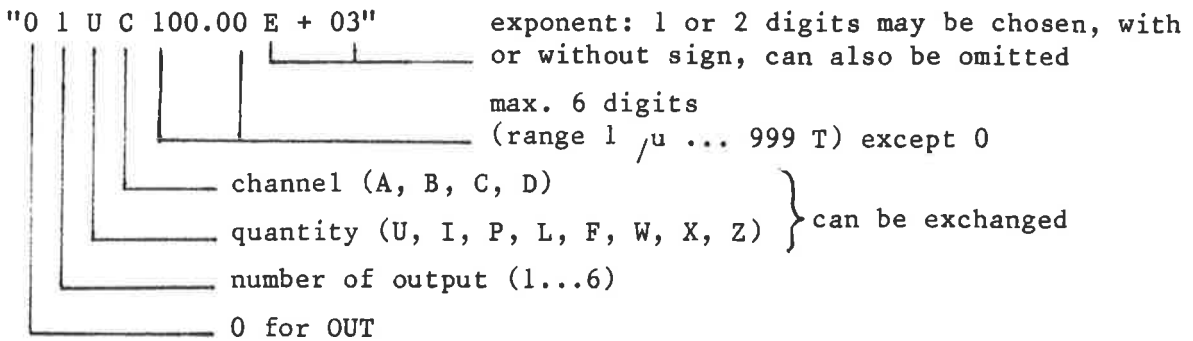 "0 1 U C 100.00 E + 03" exponent: 1 or 2 digits may be chosen, with
or without sign, can also be omitted
max. 6 digits
(range 1 /u ... 999 T) except 0
channel (A, B, C, D)
quantity (U, I, P, L, F, W, X, Z) } can be exchanged
number of output (1...6)
0 for OUT